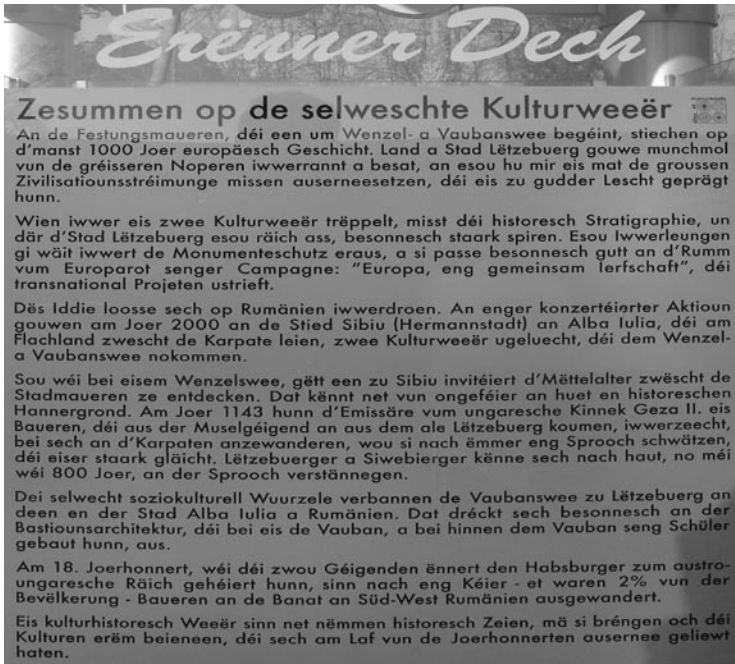 Erënner Dech
Zesummen op de selweschte Kulturweeër
An de Festungsmaueren, déi een um Wenzel- a Vaubanswee begéint, stiechen op
d'manst 1000 Joer europäesch Geschicht. Land a Stad Lëtzebuerg gouwe munchmol
vun de gréisseren Noperen iwwerrannt a besat, an esou hu mir eis mat de groussen
Zivilisatiounsstréimunge missen auserneesetzen, déi eis zu gudder Lescht geprägt
hunn.
Wien iwwer eis zwee Kulturweeër trëppelt, misst déi historesch Stratigraphie, un
där d'Stad Lëtzebuerg esou räich ass, besonnesch staark spiren. Esou Iwwerleungen
gi wäit iwwert de Monumenteschutz eraus, a si passe besonnesch gutt an d'Rumm
vum Europarot senger Campagne: "Europa, eng gemeinsam Ierfschaft", déi
transnational Projeten ustrieft.
Dës Iddie loosse sech op Rumänien iwwerdroen. An enger konzertéierter Aktioun
gouwen am Joer 2000 an de Stied Sibiu (Hermannstadt) an Alba Iulia, déi am
Flachland zwescht de Karpate leien, zwee Kulturweeër ugeluecht, déi dem Wenzel-
a Vaubanswee nokommen.
Sou wéi bei eisem Wenzelswee, gëtt een zu Sibiu invitéiert d'Mëttelalter zwëscht de
Stadmaueren ze entdecken. Dat kënnt net vun ongeféier an huet en historeschen
Hannergrond. Am Joer 1143 hunn d'Emissäre vum ungaresche Kinnek Geza II. eis
Baueren, déi aus der Muselgéigend an aus dem ale Lëtzebuerg koumen, iwwerzeecht,
bei sech an d'Karpaten anzewanderen, wou si nach ëmmer eng Sprooch schwätzen,
déi eiser staark gläicht. Lëtzebuerger a Siwebierger kënne sech nach haut, no méi
wéi 800 Joer, an der Sprooch verstännegen.
Dei selwecht soziokulturell Wuurzele verbannen de Vaubanswee zu Lëtzebuerg an
deen en der Stad Alba Iulia a Rumänien. Dat dréckt sech besonnesch an der
Bastiounsarchitektur, déi bei eis de Vauban, a bei hinnen dem Vauban seng Schüler
gebaut hunn, aus.
Am 18. Joerhonnert, wéi déi zwou Géigenden ënnert den Habsburger zum austro-
ungaresche Räich gehéiert hunn, sinn nach eng Kéier - et waren 2% vun der
Bevëlkerung - Baueren an de Banat an Süd-West Rumänien ausgewandert.
Eis kulturhistoresch Weeër sinn net nëmmen historesch Zeien, mä si bréngen och déi
Kulturen erëm beieneen, déi sech am Laf vun de Joerhonnerten ausernee geliewt
haten.